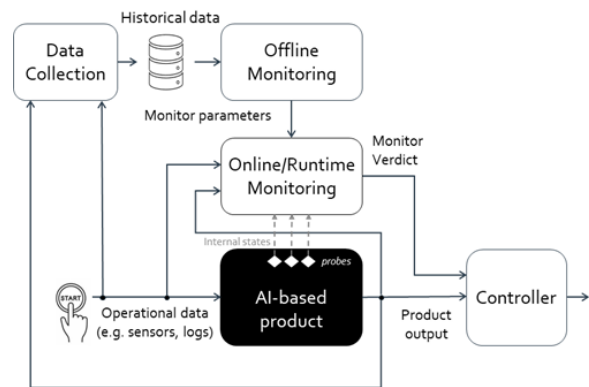 Historical data
Data
Collection
Offline
Monitoring
Monitor parameters
Monitor
Verdict
Online/Runtime
Monitoring
Internal states
probes
START
AI-based
product
Controller
Operational data
(e.g. sensors, logs)
Product
output